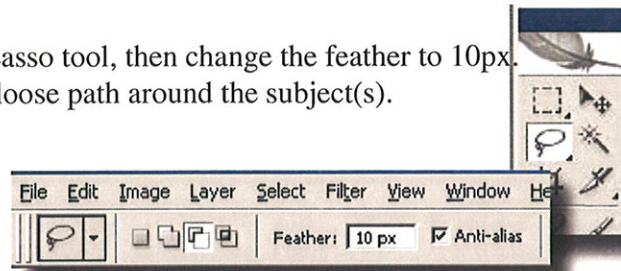 asso tool, then change the feather to 10px.
loose path around the subject(s).
File Edit Image Layer Select Filter View Window He
Feather: 10 px Anti-alias